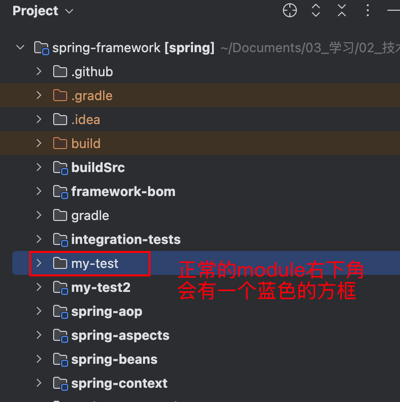 Project
spring-framework [spring] ~/Documents/03_学习/02_技
.github
.gradle
.idea
build
buildSrc
framework-bom
gradle
integration-tests
my-test
正常的module右下角
会有一个蓝色的方框
my-test2
spring-aop
spring-aspects
spring-beans
spring-context